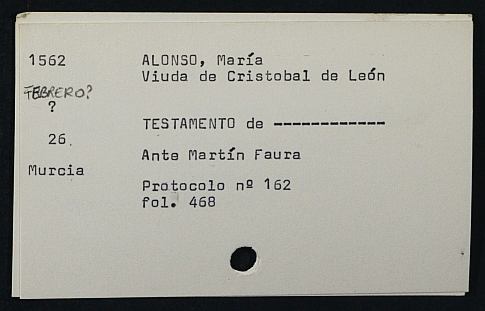 1562
FEBRERO?
?
26.
Murcia
ALONSO, María
Viuda de Cristobal de León
TESTAMENTO de ------------
Ante Martín Faura
Protocolo nº 162
fol. 468